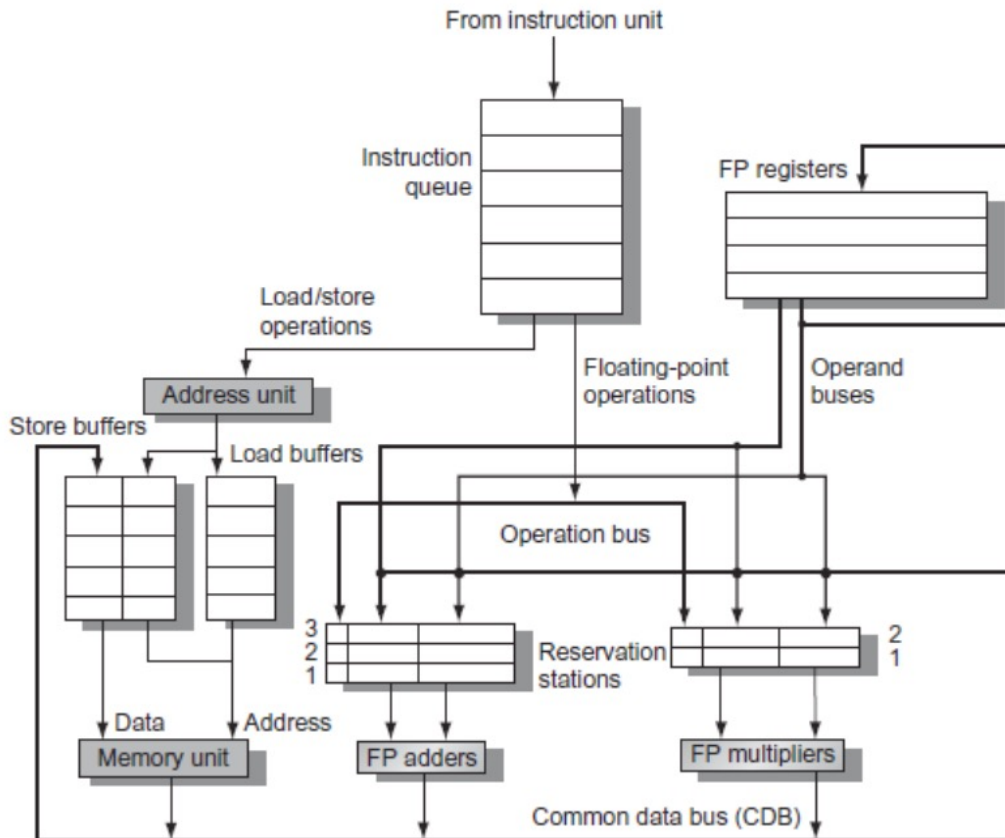 From instruction unit
Instruction
queue
FP registers
Load/store
operations
Floating-point
operations
Operand
buses
Address unit
Store buffers
Load buffers
Operation bus
3
2
1
Reservation
stations
2
1
Data
Address
Memory unit
FP adders
FP multipliers
Common data bus (CDB)